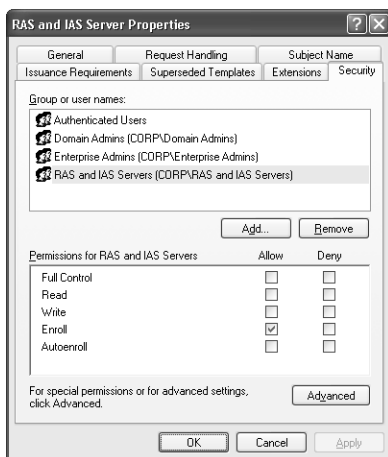 RAS and IAS Server Properties
General Request Handling Subject Name
Issuance Requirements Superseded Templates Extensions Security
Group or user names:
Authenticated Users
Domain Admins (CORP\Domain Admins)
Enterprise Admins (CORP\Enterprise Admins)
RAS and IAS Servers (CORP\RAS and IAS Servers)
Add... Remove
Permissions for RAS and IAS Servers Allow Deny
Full Control
Read
Write
Enroll
Autoenroll
For special permissions or for advanced settings,
click Advanced.
Advanced
OK Cancel Apply